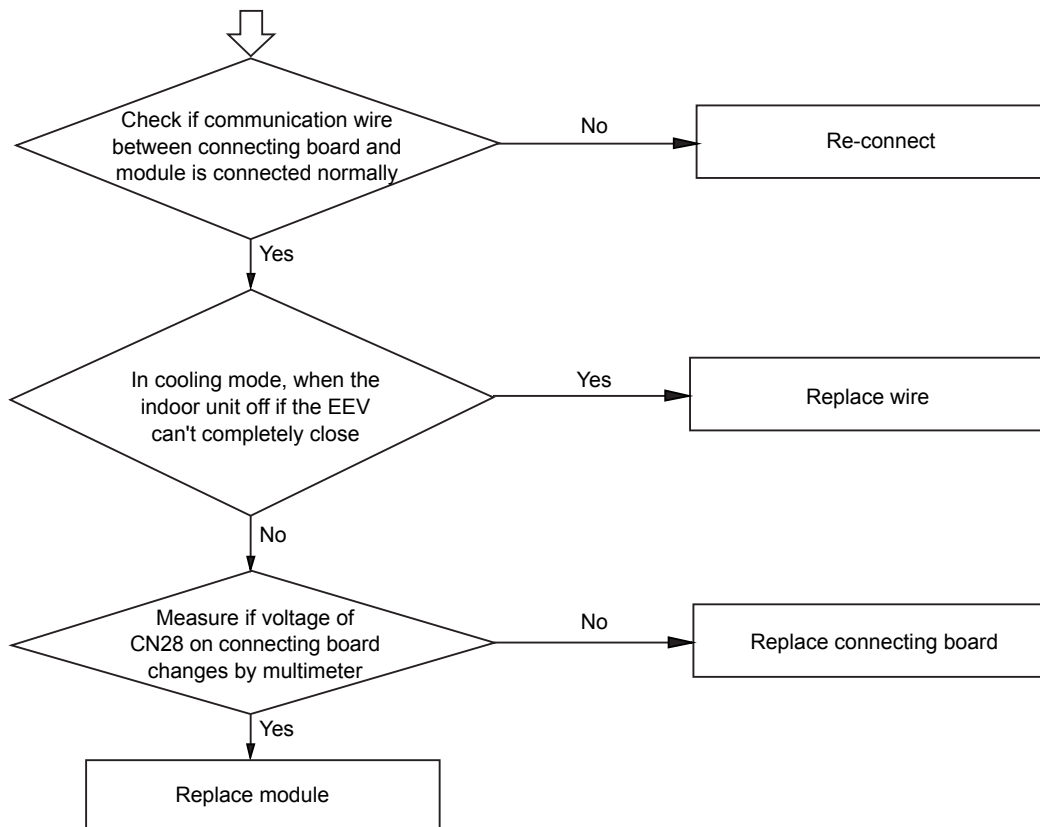 Check if communication wire
between connecting board and
module is connected normally
No
Re-connect
Yes
In cooling mode, when the
indoor unit off if the EEV
can't completely close
Yes
Replace wire
No
Measure if voltage of
CN28 on connecting board
changes by multimeter
No
Replace connecting board
Yes
Replace module